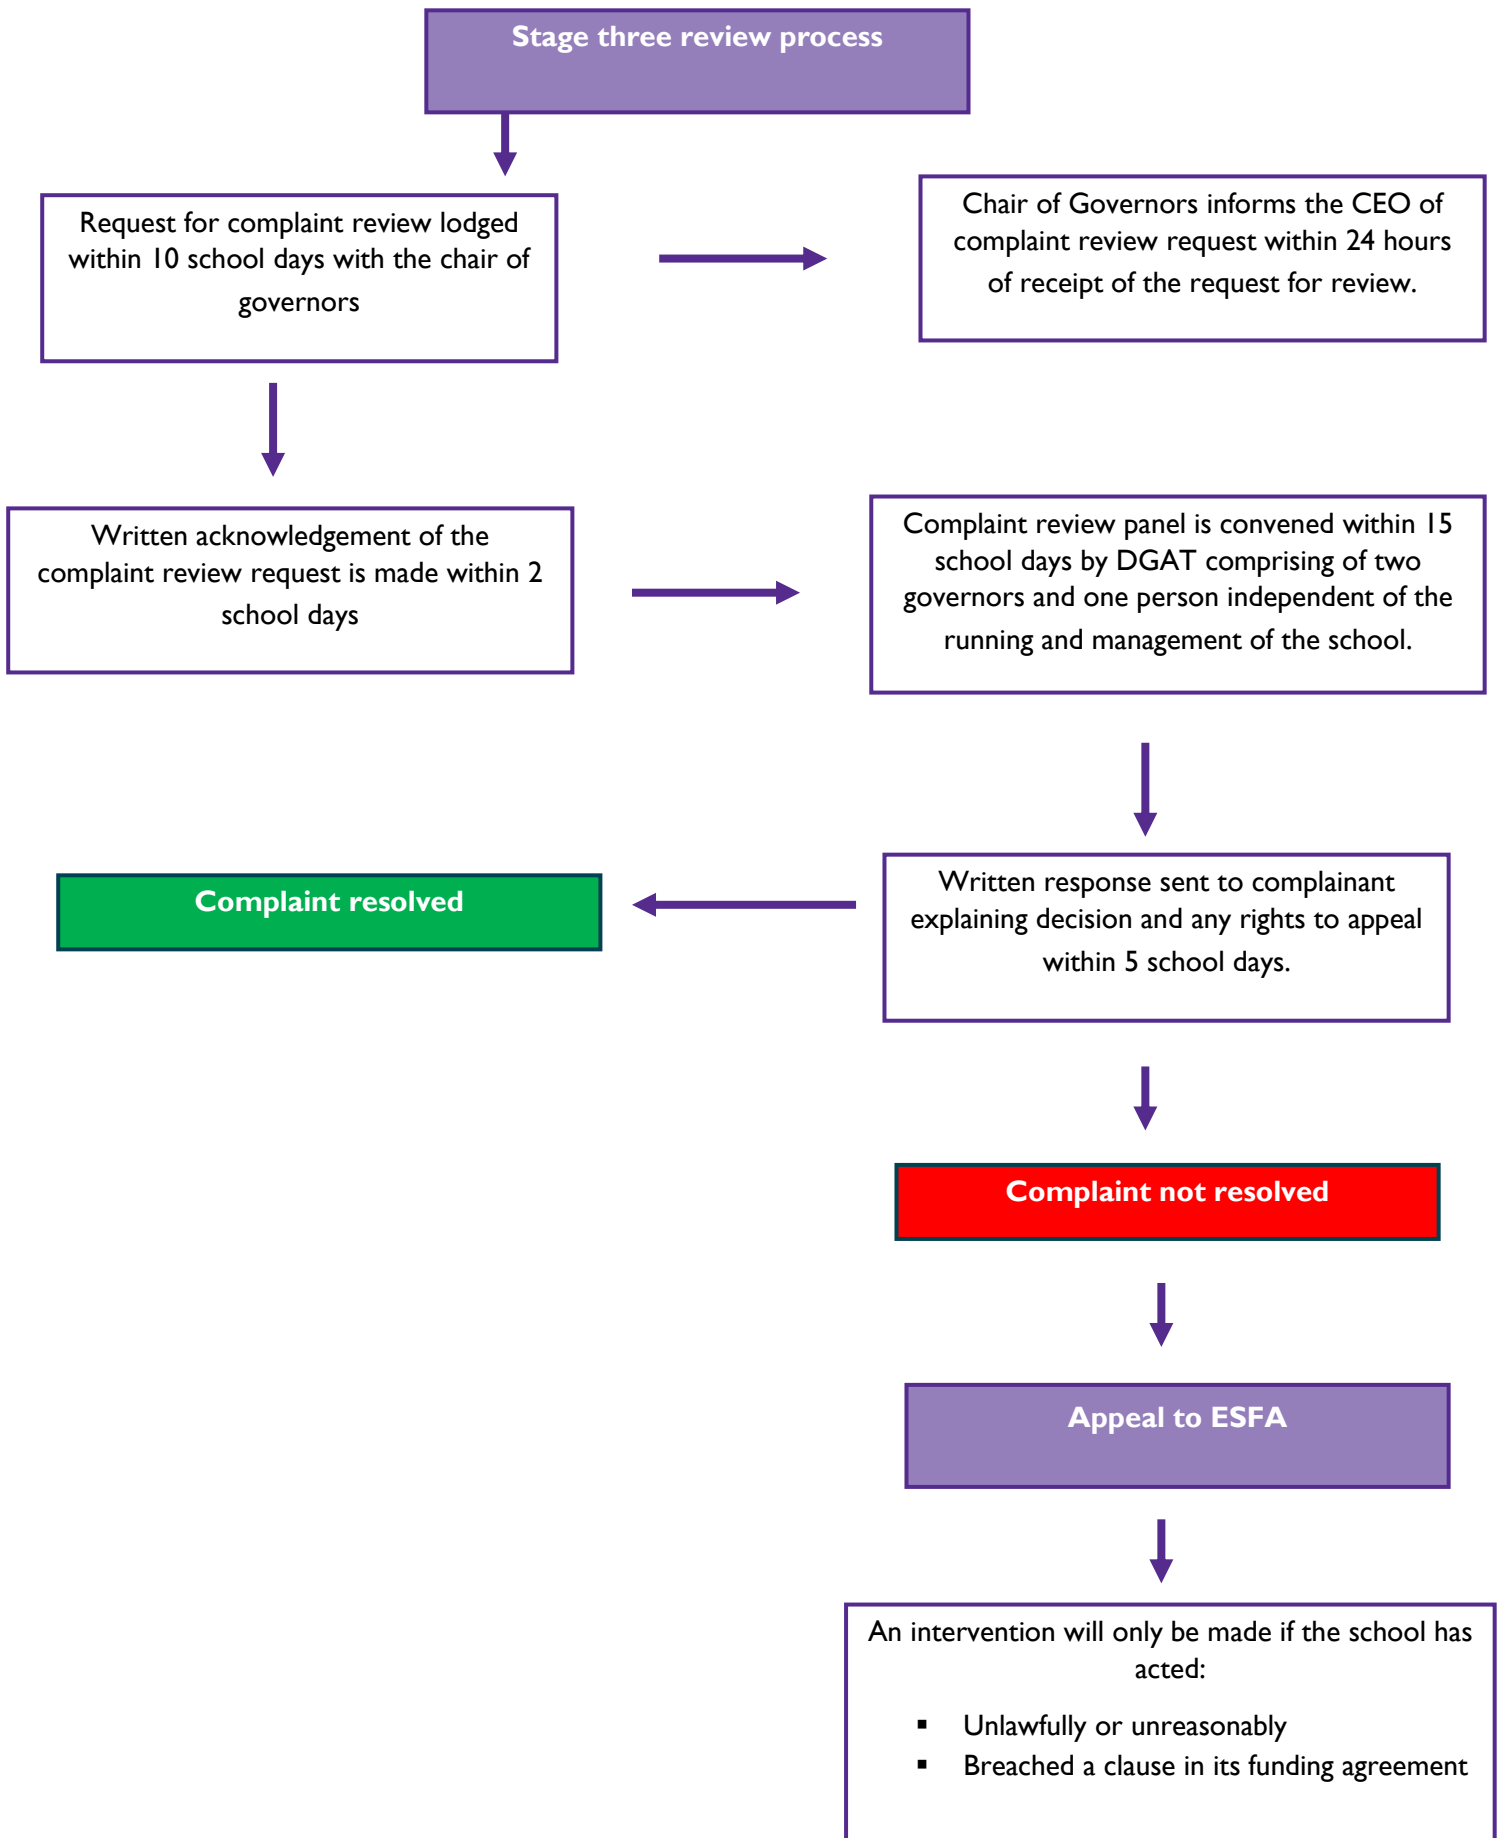 Stage three review process
Request for complaint review lodged
within 10 school days with the chair of
governors
Chair of Governors informs the CEO of
complaint review request within 24 hours
of receipt of the request for review.
Written acknowledgement of the
complaint review request is made within 2
school days
Complaint review panel is convened within 15
school days by DGAT comprising of two
governors and one person independent of the
running and management of the school.
Complaint resolved
Written response sent to complainant
explaining decision and any rights to appeal
within 5 school days.
Complaint not resolved
Appeal to ESFA
An intervention will only be made if the school has
acted:
▪ Unlawfully or unreasonably
▪ Breached a clause in its funding agreement